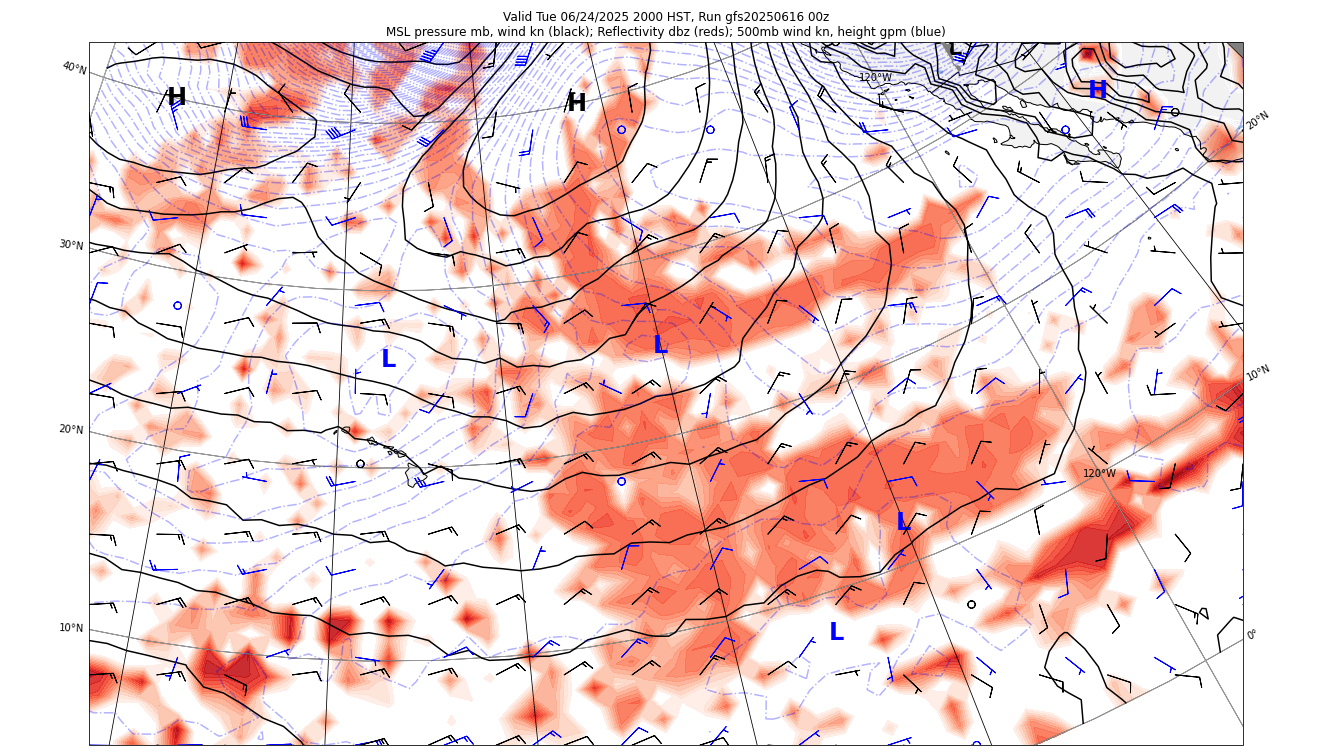 Valid Tue 06/24/2025 2000 HST, Run gfs20250616 00z
MSL pressure mb, wind kn (black); Reflectivity dbz (reds); 500mb wind kn, height gpm (blue)
L
40°N
120°W
H
H
H
20°N
30°N
L
L
10°N
20°N
120°W
L
10°N
L
0°